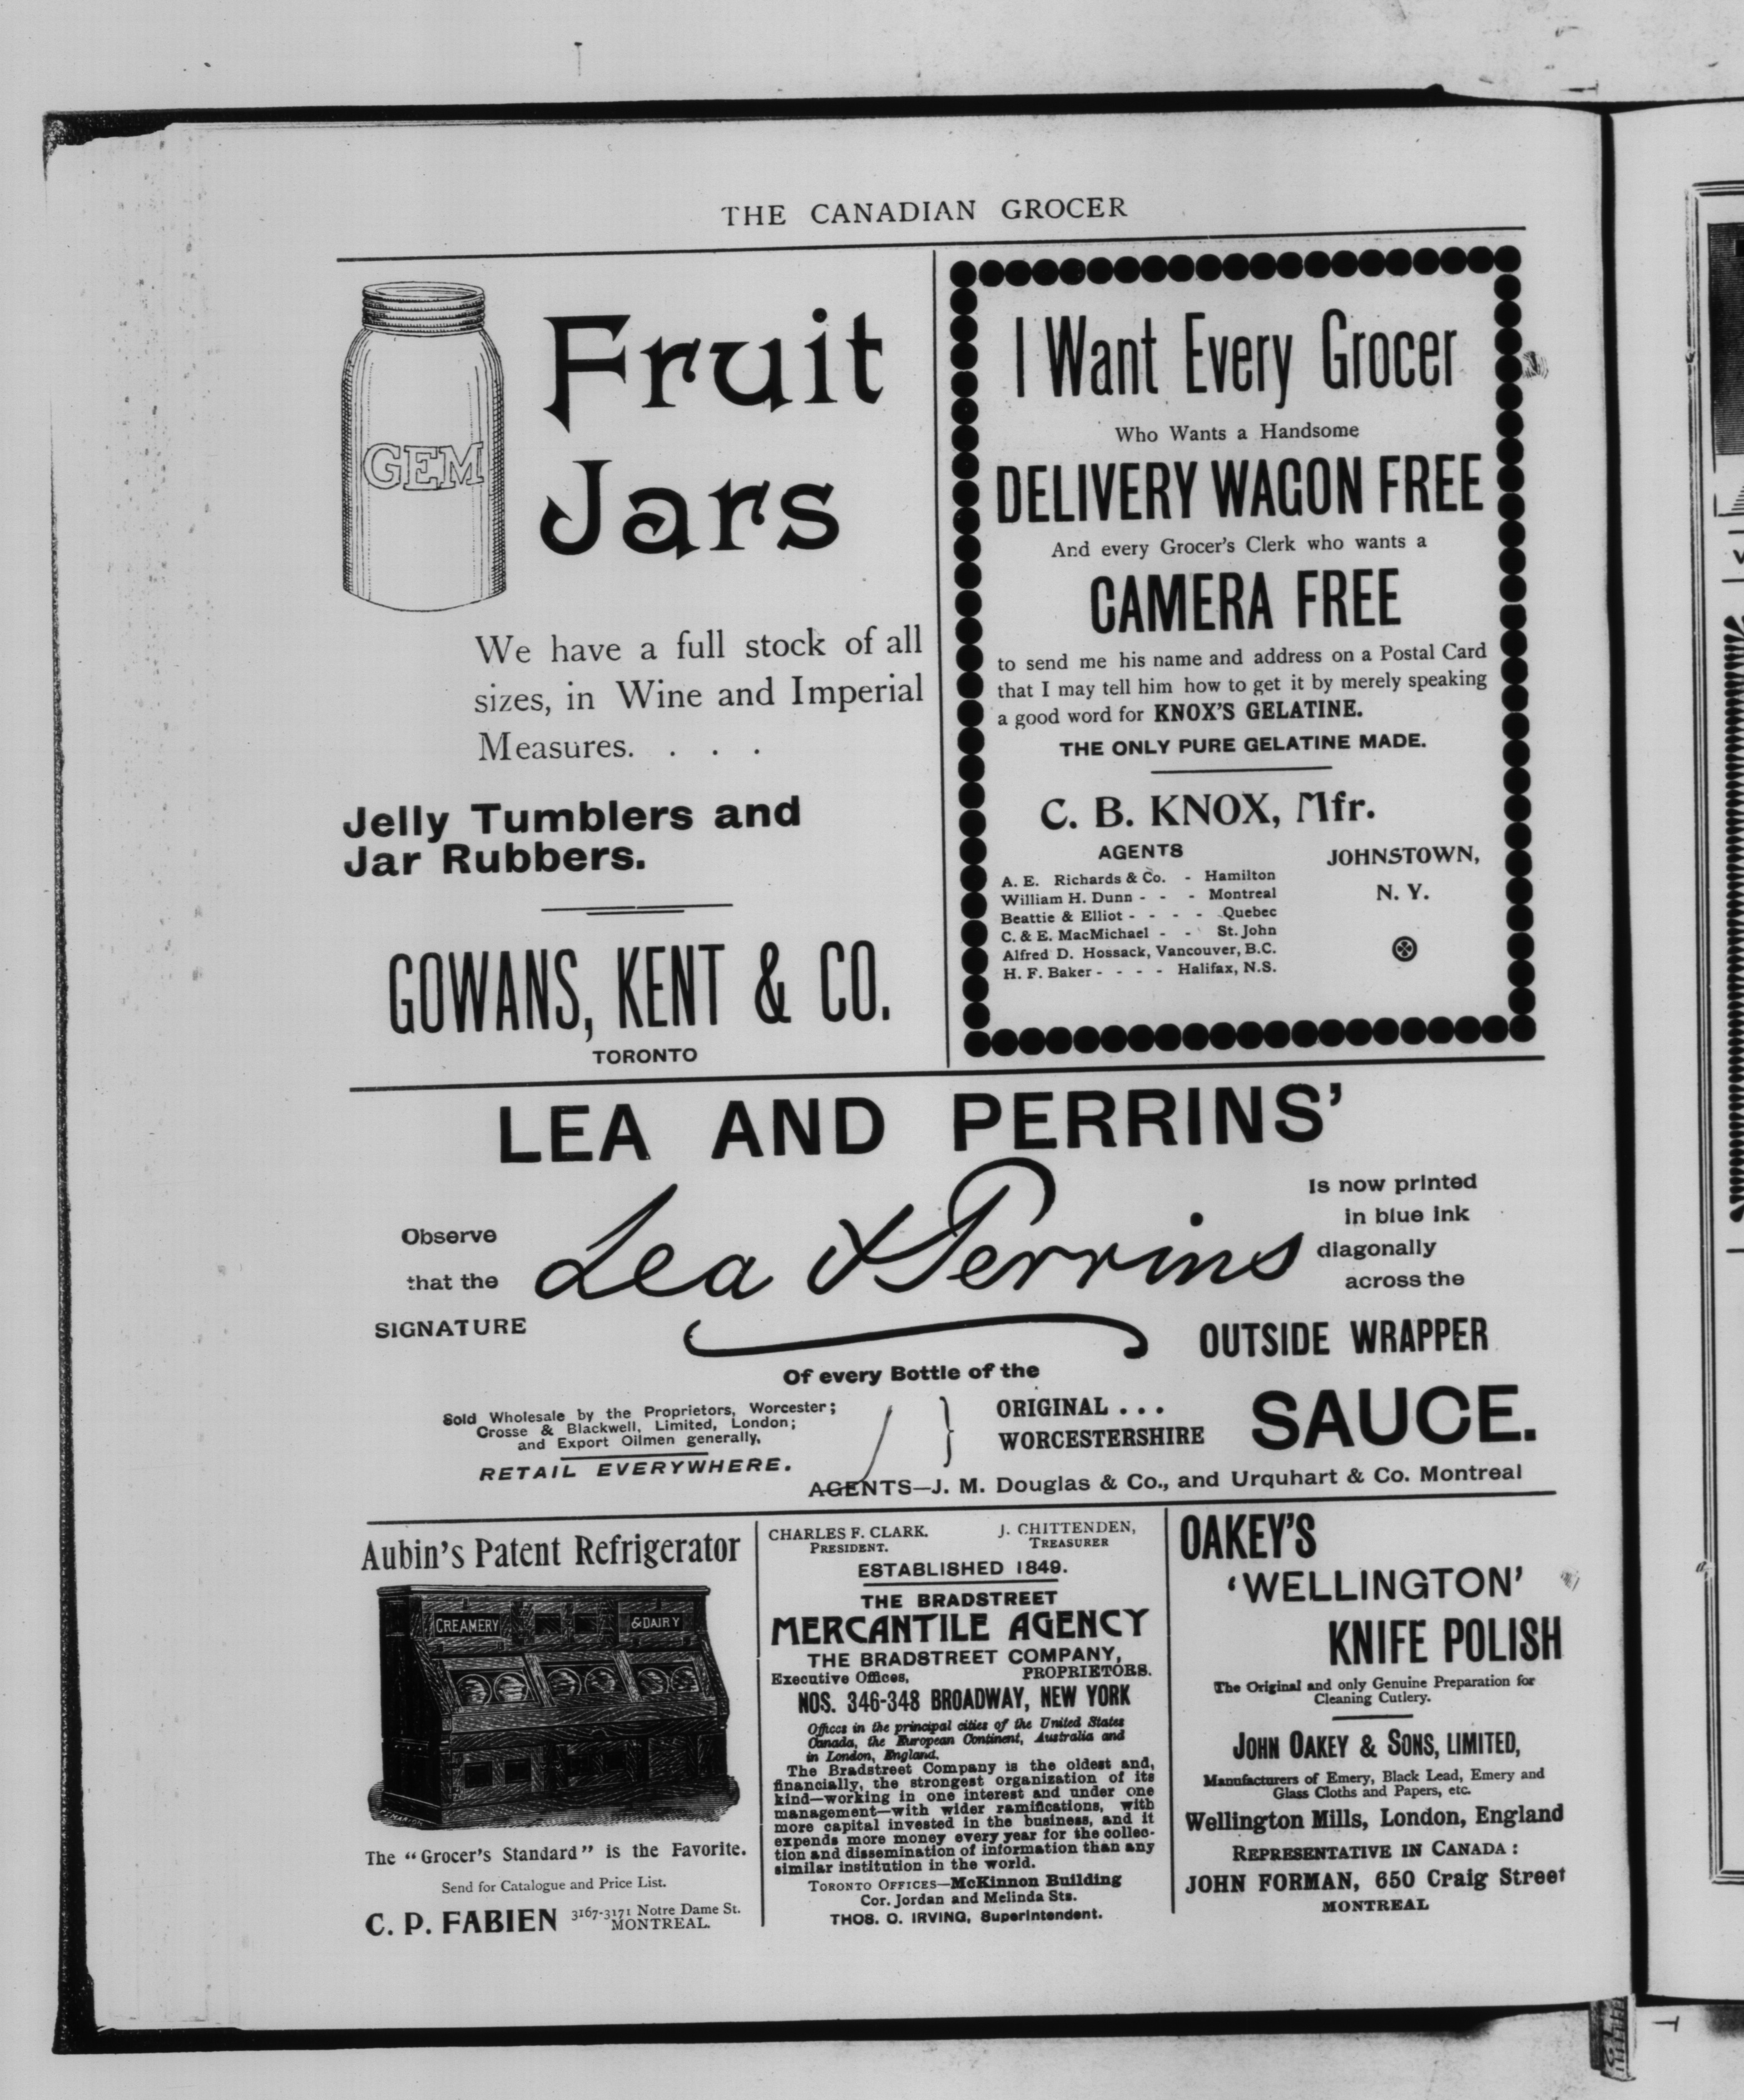 THE CANADIAN GROCER
GEM
Fruit
Jars
We have a full stock of all
sizes, in Wine and Imperial
Measures. . . .
Jelly Tumblers and
Jar Rubbers.
GOWANS, KENT & CO.
TORONTO
I Want Every Grocer
Who Wants a Handsome
DELIVERY WAGON FREE
And every Grocer's Clerk who wants a
CAMERA FREE
to send me his name and address on a Postal Card
that I may tell him how to get it by merely speaking
a good word for KNOX'S GELATINE.
THE ONLY PURE GELATINE MADE.
C. B. KNOX, Mfr.
AGENTS
A. E. Richards & Co. - Hamilton
William H. Dunn - - - Montreal
Beattie & Elliot - - - - Quebec
C. & E. MacMichael - - St. John
Alfred D. Hossack, Vancouver, B.C.
H. F. Baker - - - - Halifax, N.S.
JOHNSTOWN,
N. Y.
LEA AND PERRINS'
Observe
that the
SIGNATURE
Lea & Perrins
is now printed
in blue ink
diagonally
across the
OUTSIDE WRAPPER
Of every Bottle of the
Sold Wholesale by the Proprietors, Worcester;
Crosse & Blackwell, Limited, London;
and Export Oilmen generally,
RETAIL EVERYWHERE.
ORIGINAL . . .
WORCESTERSHIRE
SAUCE.
AGENTS—J. M. Douglas & Co., and Urquhart & Co. Montreal
Aubin's Patent Refrigerator
CREAMERY & DAIRY
The "Grocer's Standard" is the Favorite.
Send for Catalogue and Price List.
C. P. FABIEN 3167-3171 Notre Dame St.
MONTREAL.
CHARLES F. CLARK. J. CHITTENDEN,
PRESIDENT. TREASURER
ESTABLISHED 1849.
THE BRADSTREET
MERCANTILE AGENCY
THE BRADSTREET COMPANY,
Executive Offices, PROPRIETORS.
NOS. 346-348 BROADWAY, NEW YORK
Offices in the principal cities of the United States
Canada, the European Continent, Australia and
in London, England.
The Bradstreet Company is the oldest and,
financially, the strongest organization of its
kind—working in one interest and under one
management—with wider ramifications, with
more capital invested in the business, and it
expends more money every year for the collec-
tion and dissemination of information than any
similar institution in the world.
TORONTO OFFICES—McKinnon Building
Cor. Jordan and Melinda Sts.
THOS. O. IRVING, Superintendent.
OAKEY'S
'WELLINGTON'
KNIFE POLISH
The Original and only Genuine Preparation for
Cleaning Cutlery.
JOHN OAKEY & SONS, LIMITED,
Manufacturers of Emery, Black Lead, Emery and
Glass Cloths and Papers, etc.
Wellington Mills, London, England
REPRESENTATIVE IN CANADA :
JOHN FORMAN, 650 Craig Street
MONTREAL